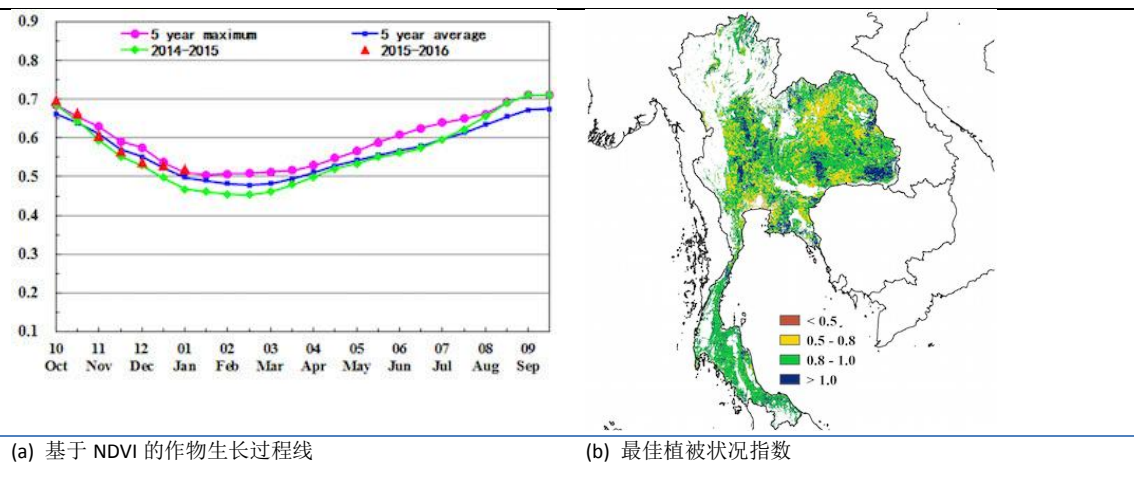 0.9
5 year maximum 5 year average
2014-2015 2015-2016
0.8
0.7
0.6
0.5
0.4
0.3
0.2
0.1
10 11 12 01 02 03 04 05 06 07 08 09
Oct Nov Dec Jan Feb Mar Apr May Jun Jul Aug Sep
< 0.5
0.5 - 0.8
0.8 - 1.0
> 1.0
(a) 基于 NDVI 的作物生长过程线
(b) 最佳植被状况指数